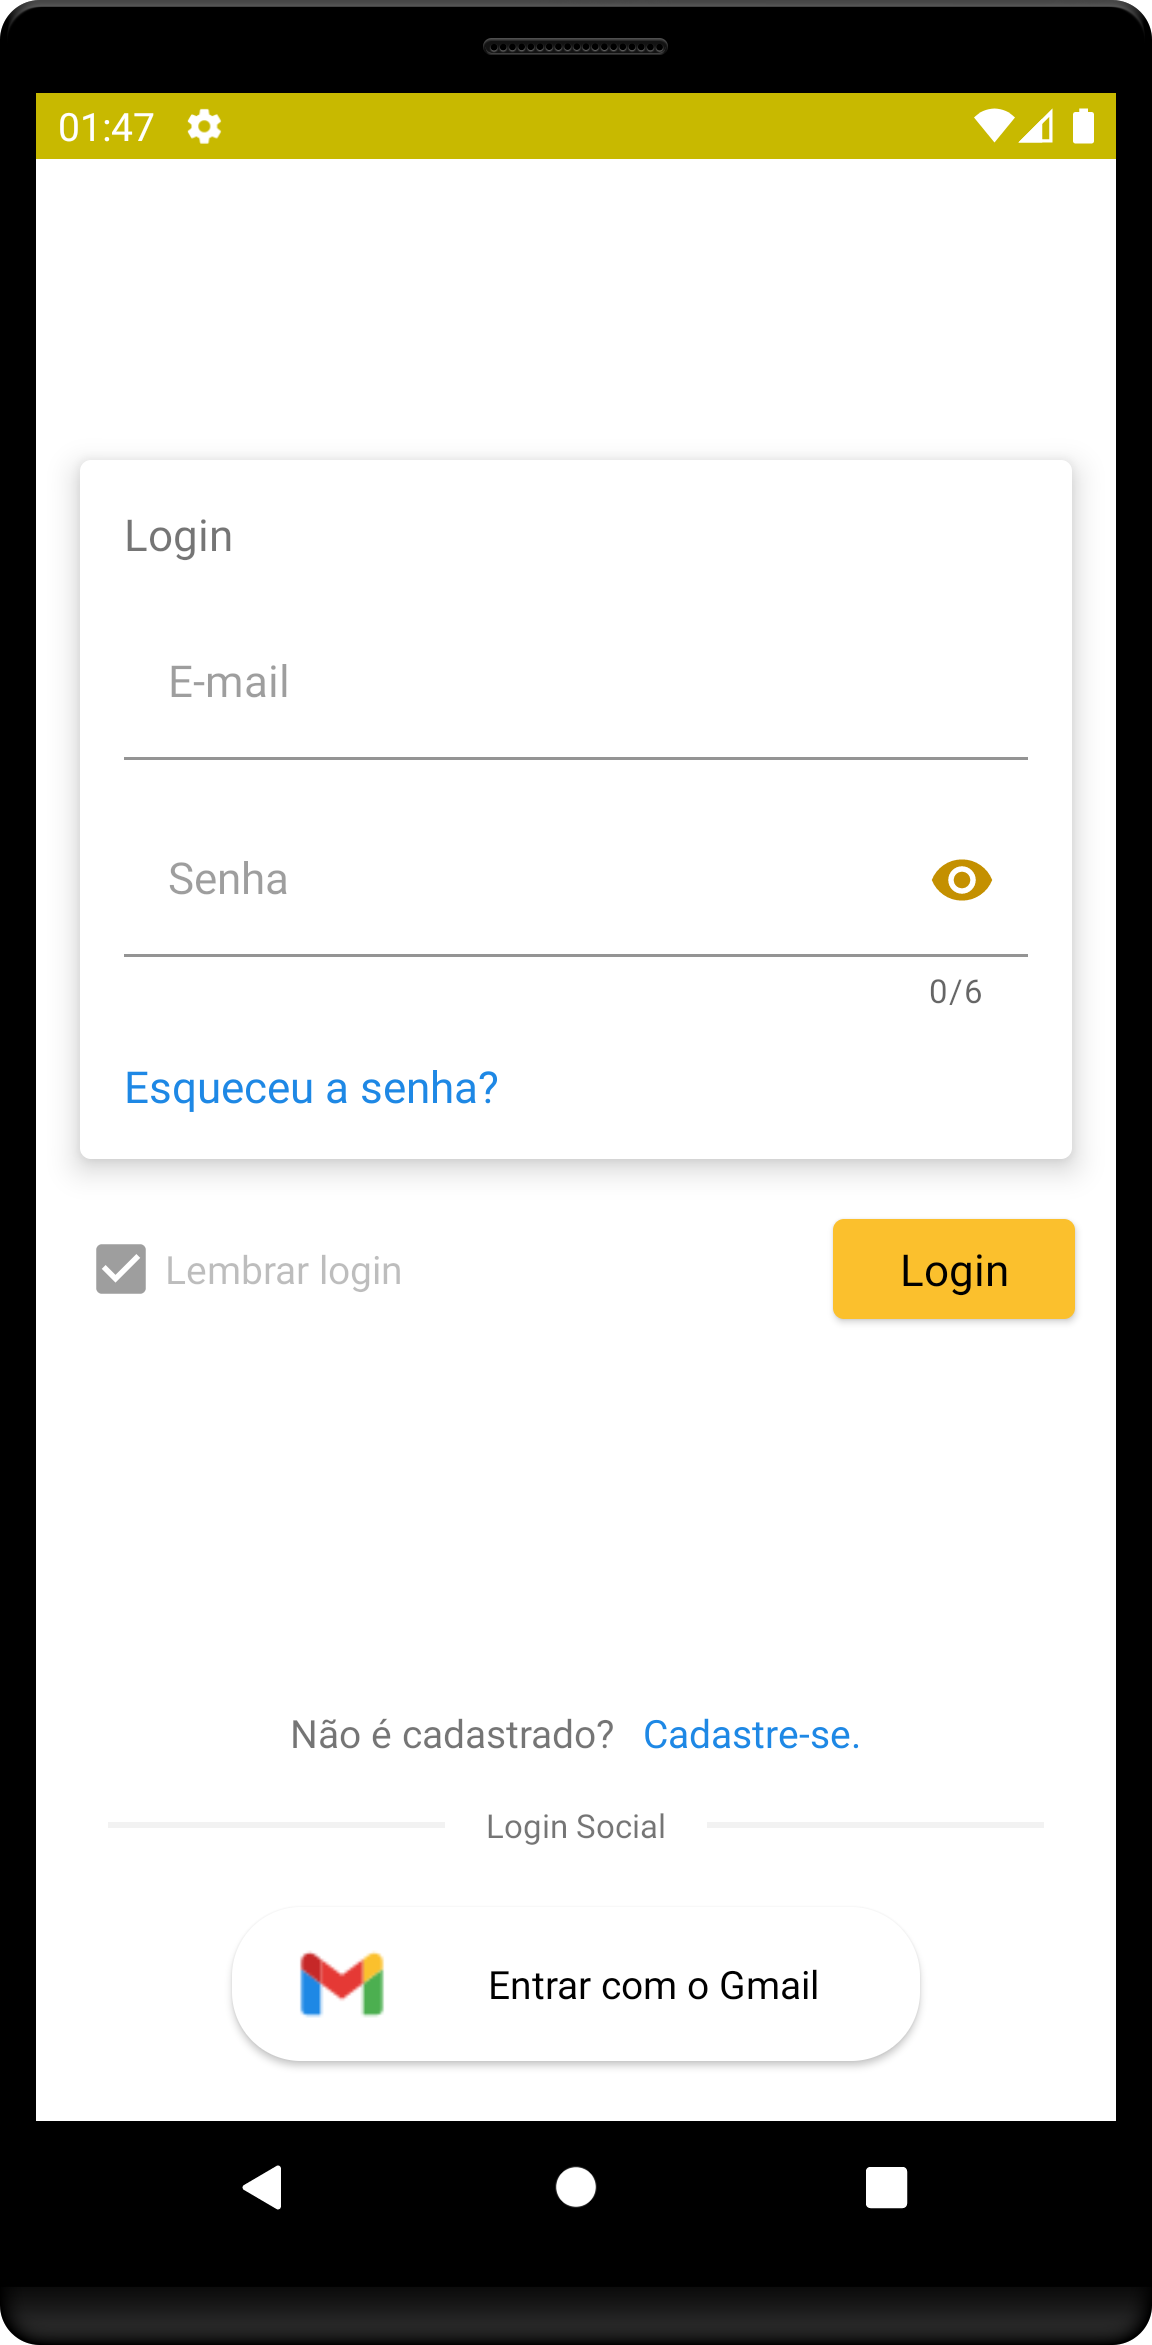 01:47
Login
E-mail
Senha
0/6
Esqueceu a senha?
Lembrar login
Login
Não é cadastrado? Cadastre-se.
Login Social
Entrar com o Gmail